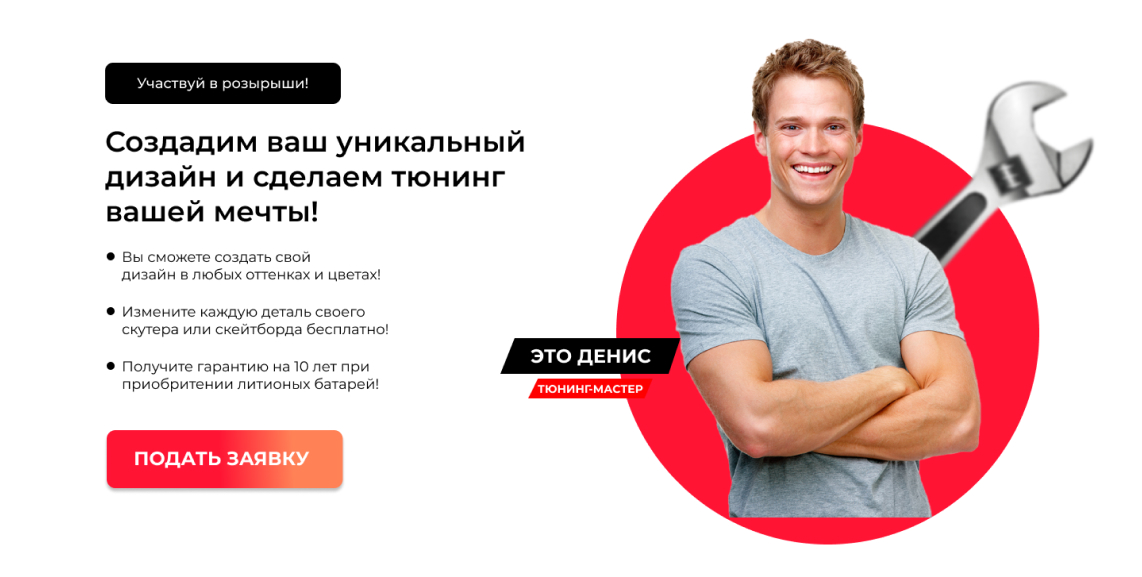 Участвуй в розырыши!
Создадим ваш уникальный
дизайн и сделаем тюнинг
вашей мечты!
Вы сможете создать свой
дизайн в любых оттенках и цветах!
Измените каждую деталь своего
скутера или скейтборда бесплатно!
Получите гарантию на 10 лет при
приобритении литионых батарей!
ЭТО ДЕНИС
ТЮНИНГ-МАСТЕР
ПОДАТЬ ЗАЯВКУ